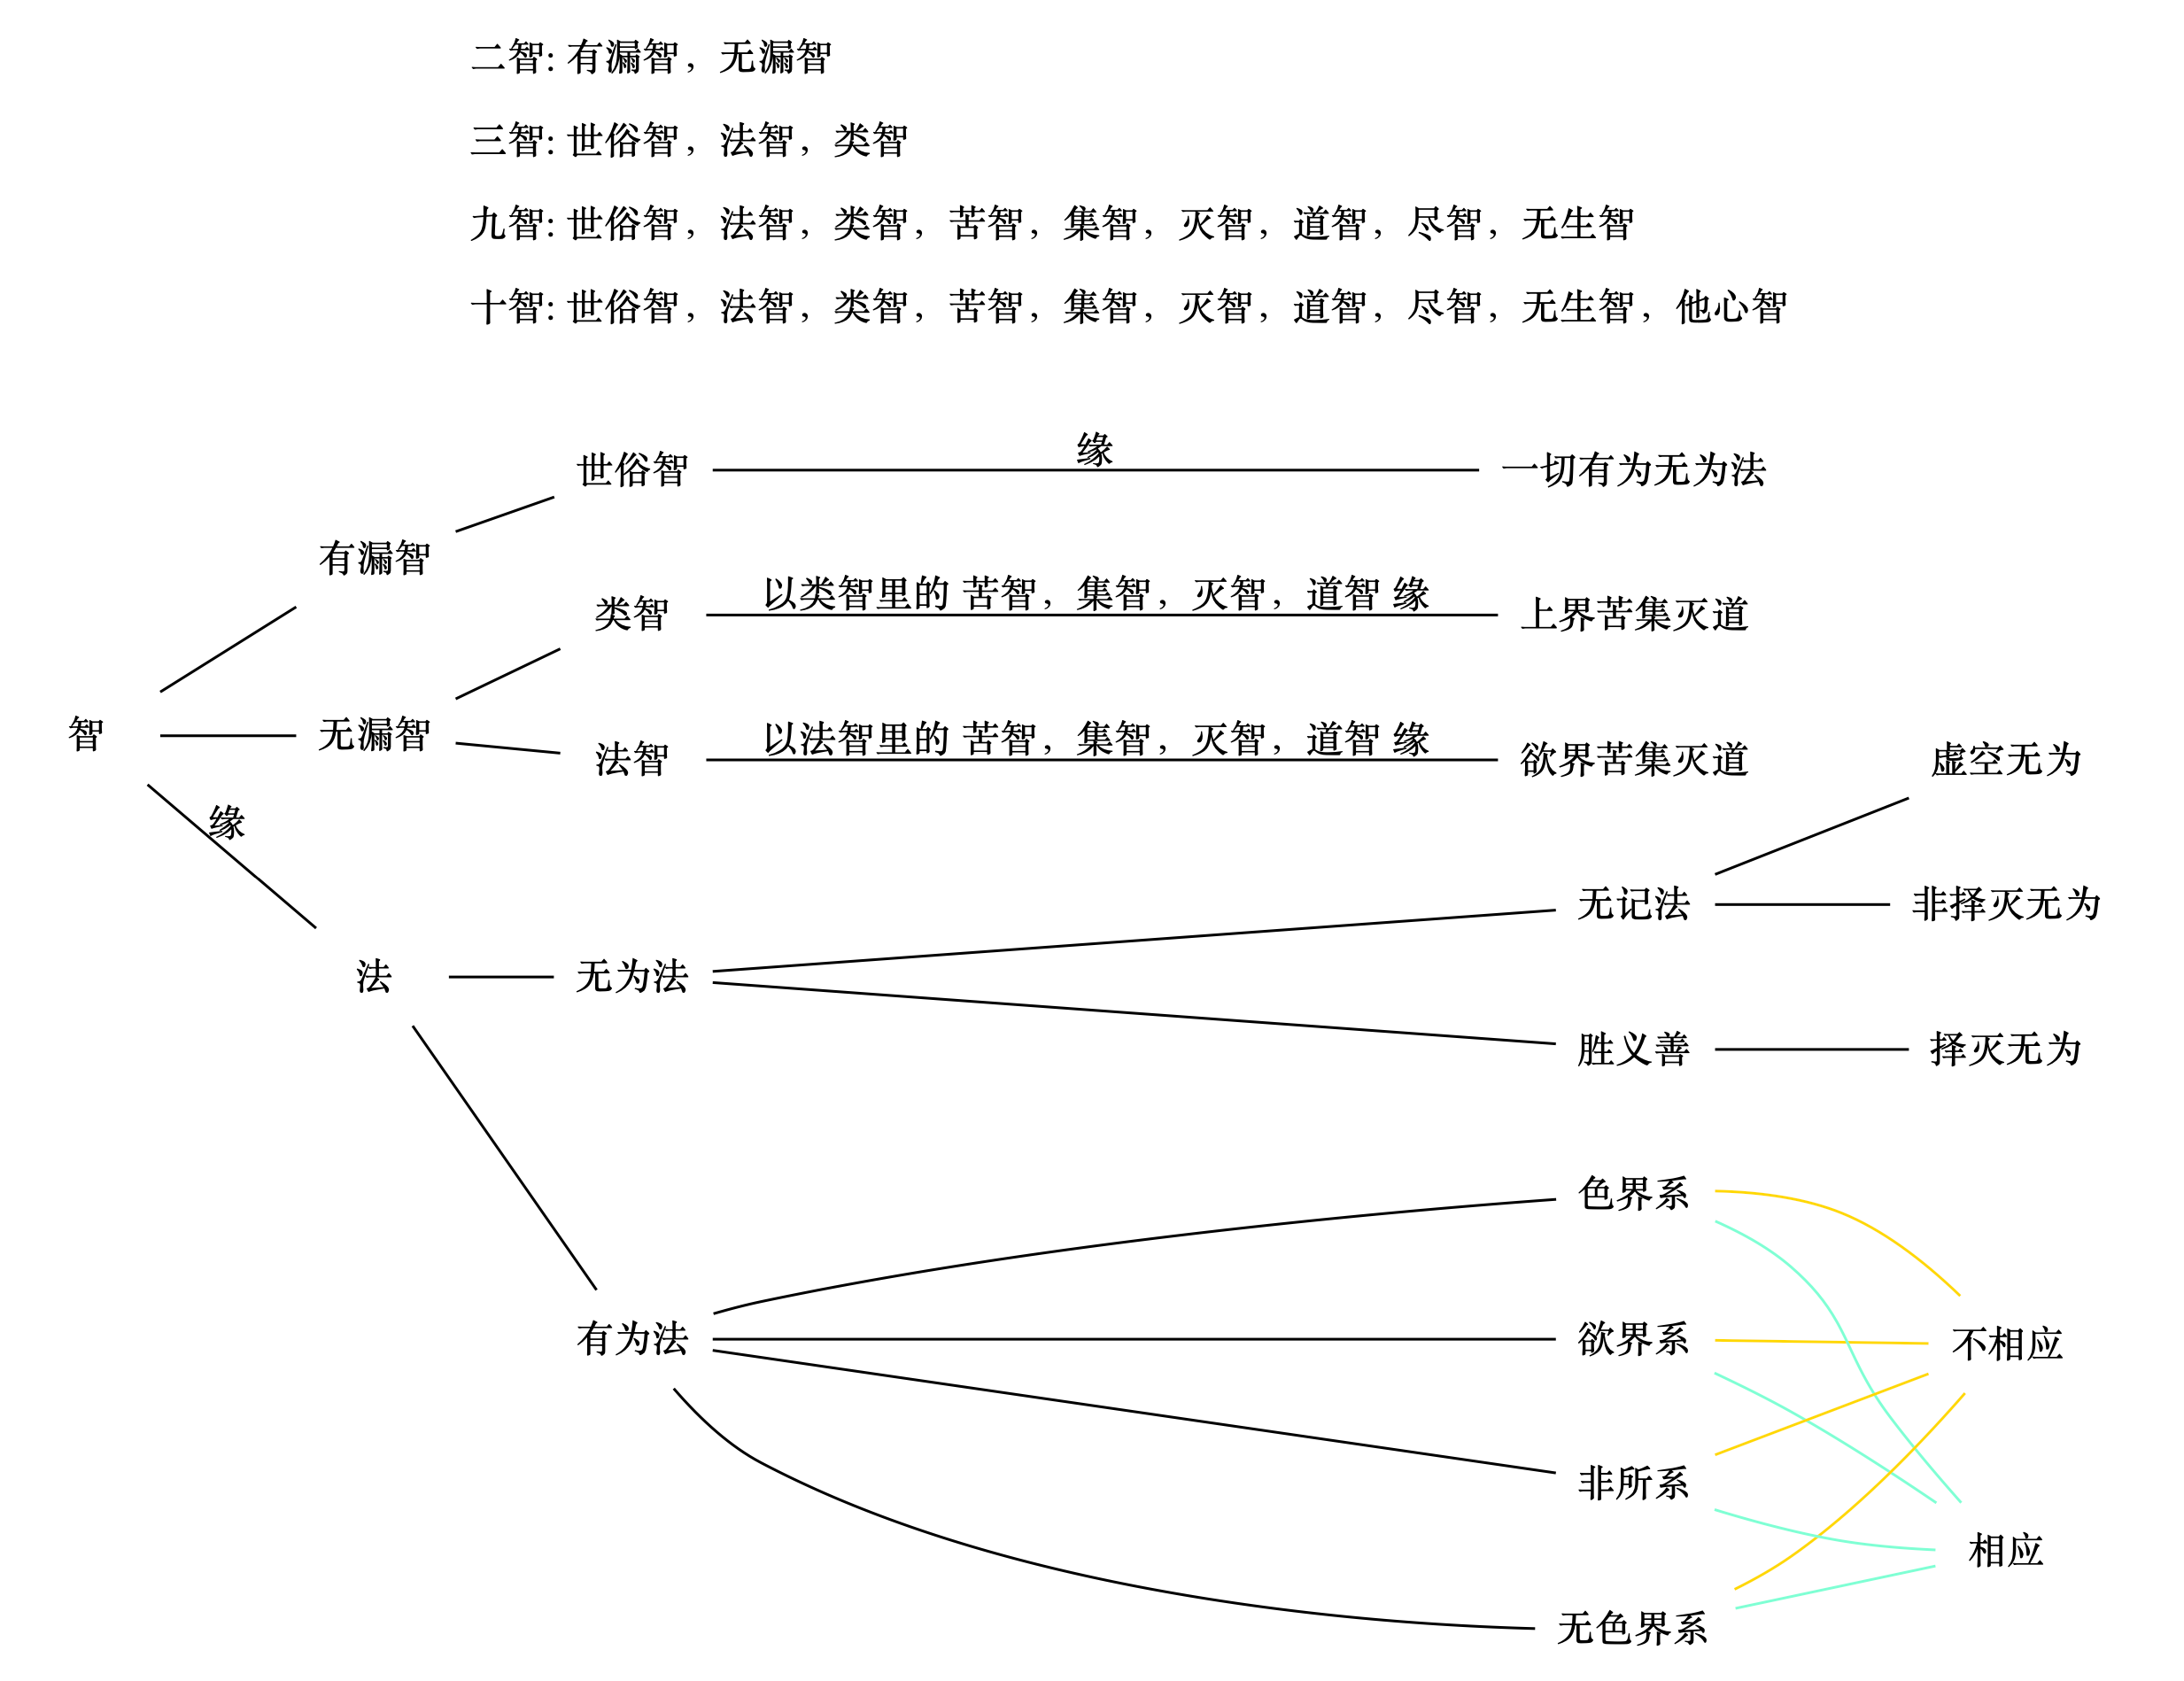 二智: 有漏智，无漏智
三智: 世俗智，法智，类智
九智: 世俗智，法智，类智，苦智，集智，灭智，道智，尽智，无生智
十智: 世俗智，法智，类智，苦智，集智，灭智，道智，尽智，无生智，他心智
缘
世俗智
一切有为无为法
有漏智
以类智里的 苦智，集智，灭智，道智 缘
类智
上界苦集灭道
智
无漏智
以法智里的 苦智，集智，灭智，道智 缘
法智
欲界苦集灭道
虚空无为
缘
无记法
非择灭无为
法
无为法
胜义善
择灭无为
色界系
有为法
欲界系
不相应
非所系
相应
无色界系